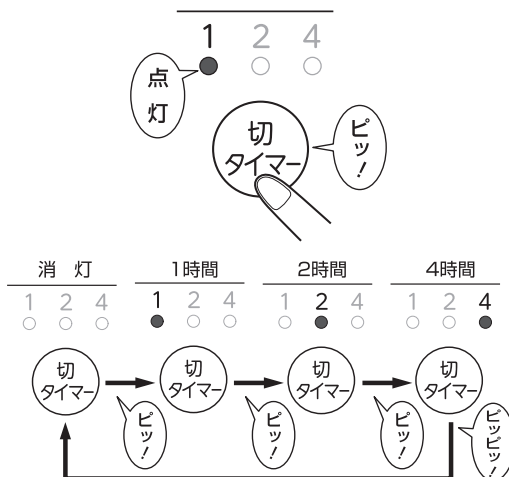 1 2 4
点灯
切
タイマー
ピッ!
消 灯
1時間
2時間
4時間
1 2 4
1 2 4
1 2 4
1 2 4
切
タイマー
切
タイマー
切
タイマー
切
タイマー
ピッ!
ピッ!
ピッ!
ピッピッ!